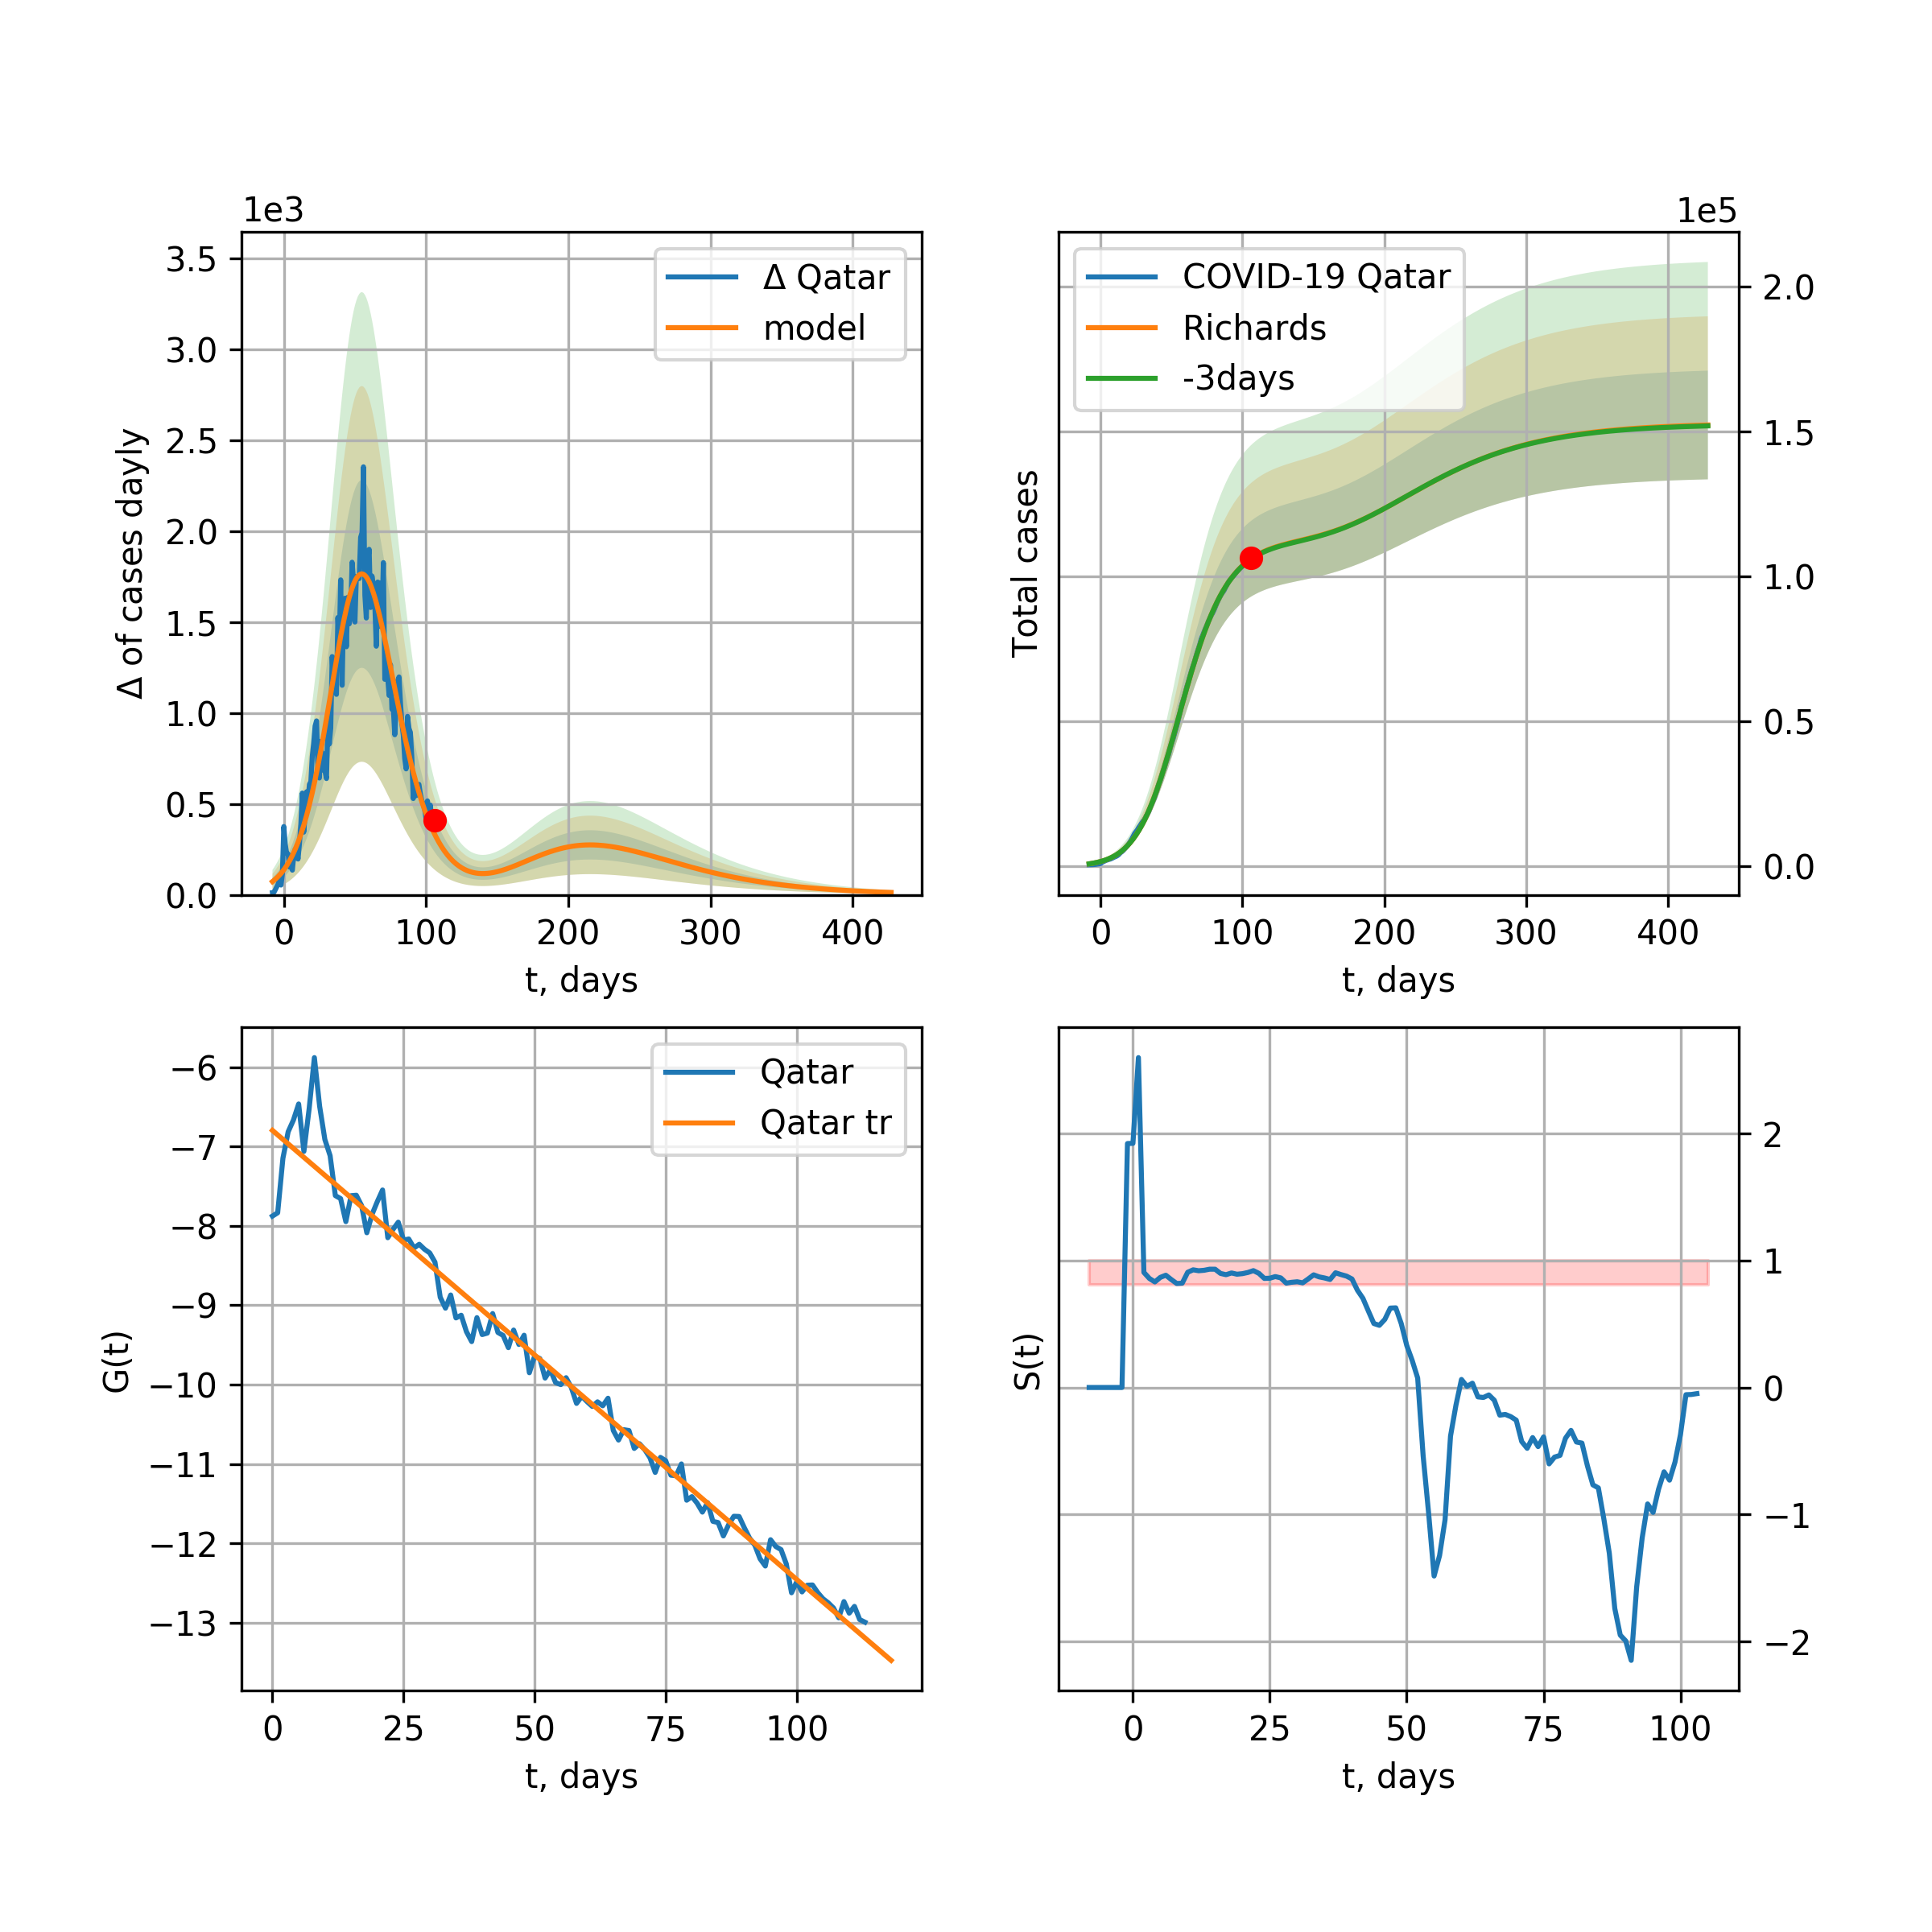 1e3
3.5
3.0
2.5
2.0
1.5
1.0
0.5
0.0
Δ of cases dayly
Δ Qatar
model
0 100 200 300 400
t, days
1e5
COVID-19 Qatar
Richards
-3days
Total cases
2.0
1.5
1.0
0.5
0.0
0 100 200 300 400
t, days
−6
−7
−8
−9
−10
−11
−12
−13
G(t)
Qatar
Qatar tr
0 25 50 75 100
t, days
S(t)
2
1
0
−1
−2
0 25 50 75 100
t, days